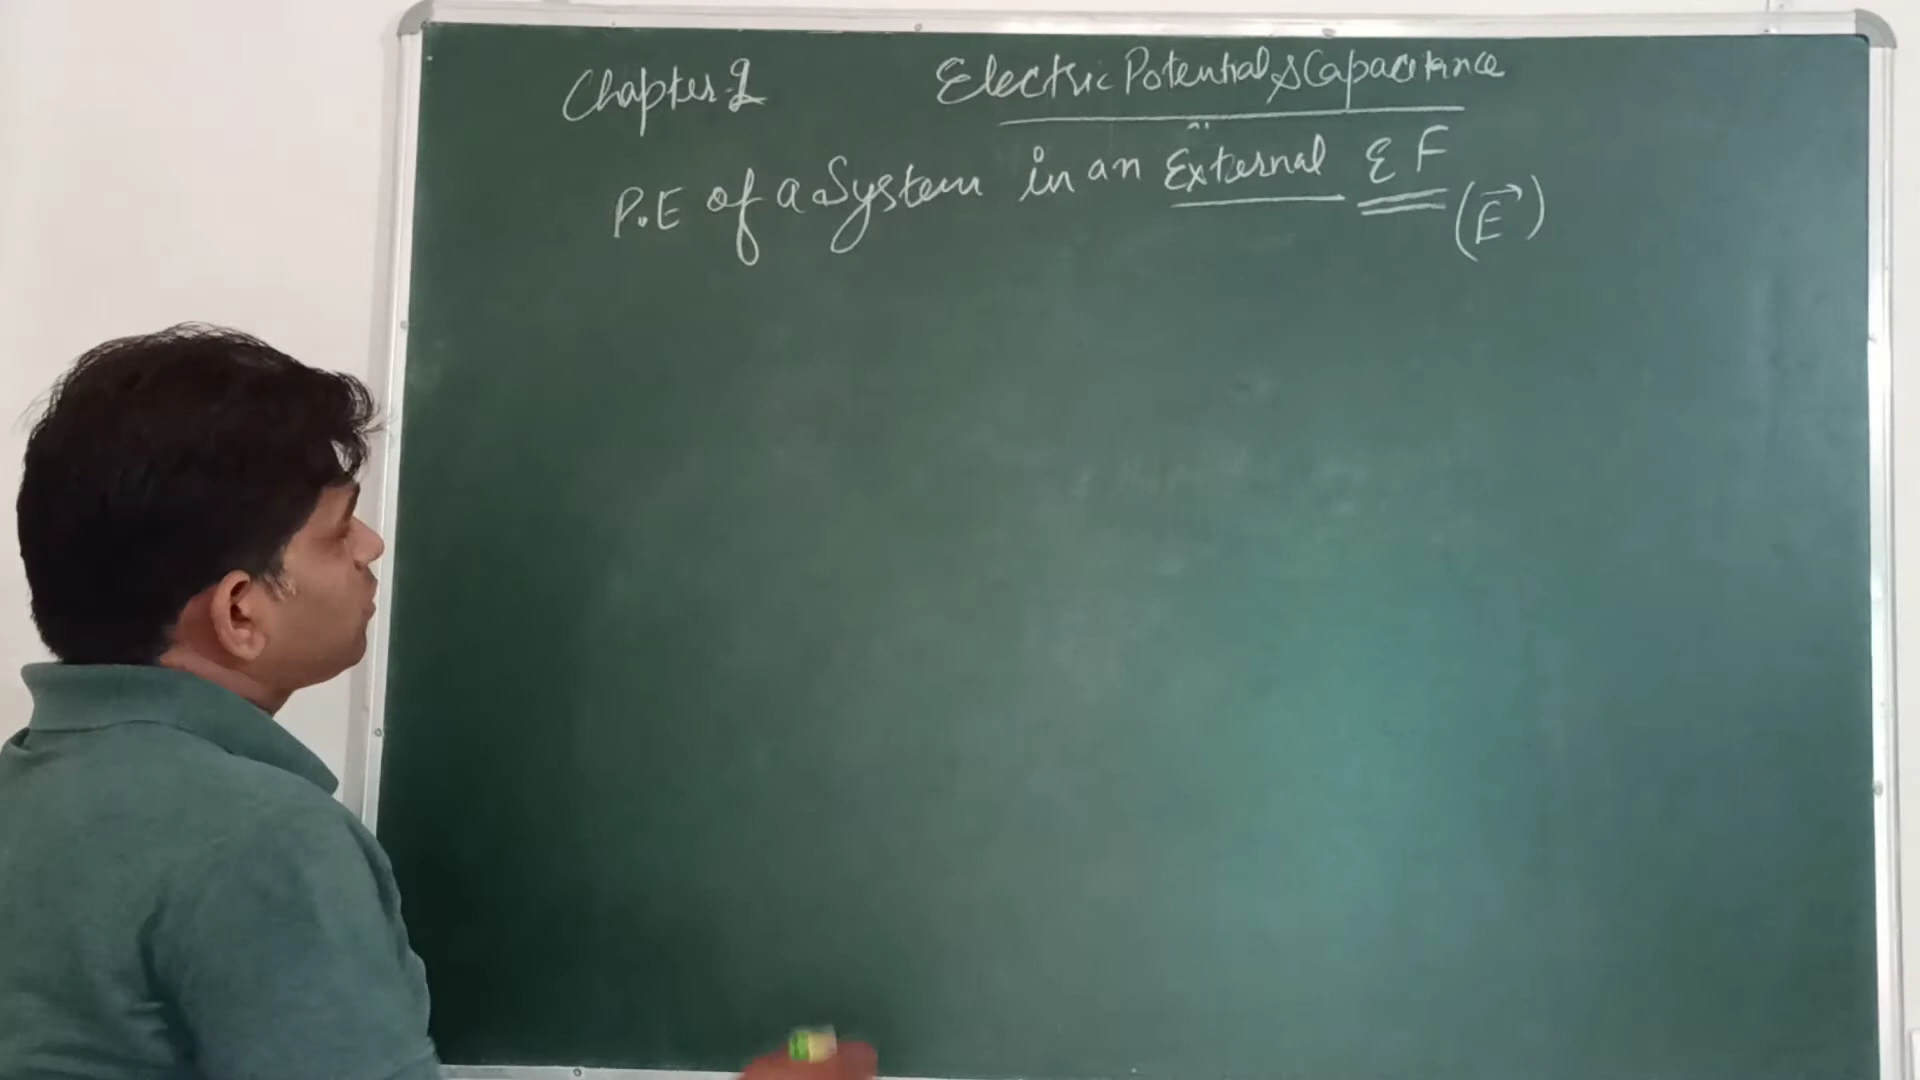 Chapter-2
Electric Potential & Capacitance
P.E of a System in an External E F
(E⃗)